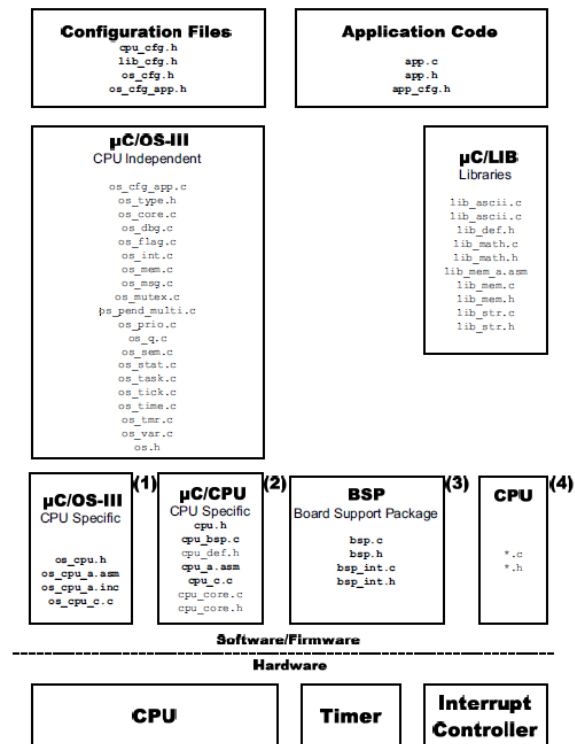 Configuration Files
cpu_cfg.h
lib_cfg.h
os_cfg.h
os_cfg_app.h
Application Code
app.c
app.h
app_cfg.h
µC/OS-III
CPU Independent
os_cfg_app.c
os_type.h
os_core.c
os_dbg.c
os_flag.c
os_int.c
os_mem.c
os_msg.c
os_mutex.c
os_pend_multi.c
os_prio.c
os_q.c
os_sem.c
os_stat.c
os_task.c
os_tick.c
os_time.c
os_tmr.c
os_var.c
os.h
µC/LIB
Libraries
lib_ascii.c
lib_ascii.c
lib_def.h
lib_math.c
lib_math.h
lib_mem_a.asm
lib_mem.c
lib_mem.h
lib_str.c
lib_str.h
µC/OS-III
CPU Specific
os_cpu.h
os_cpu_a.asm
os_cpu_a.inc
os_cpu_c.c
(1)
µC/CPU
CPU Specific
cpu.h
cpu_bsp.c
cpu_def.h
cpu_a.asm
cpu_c.c
cpu_core.c
cpu_core.h
(2)
BSP
Board Support Package
bsp.c
bsp.h
bsp_int.c
bsp_int.h
(3)
CPU
*.c
*.h
(4)
Software/Firmware
Hardware
CPU
Timer
Interrupt
Controller